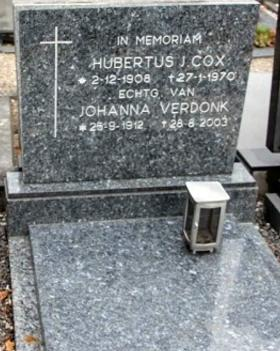 IN MEMORIAM
HUBERTUS J. COX
* 2-12-1908 †27-1-1970
ECHTG. VAN
JOHANNA VERDONK
* 25-9-1912 †28-8-2003